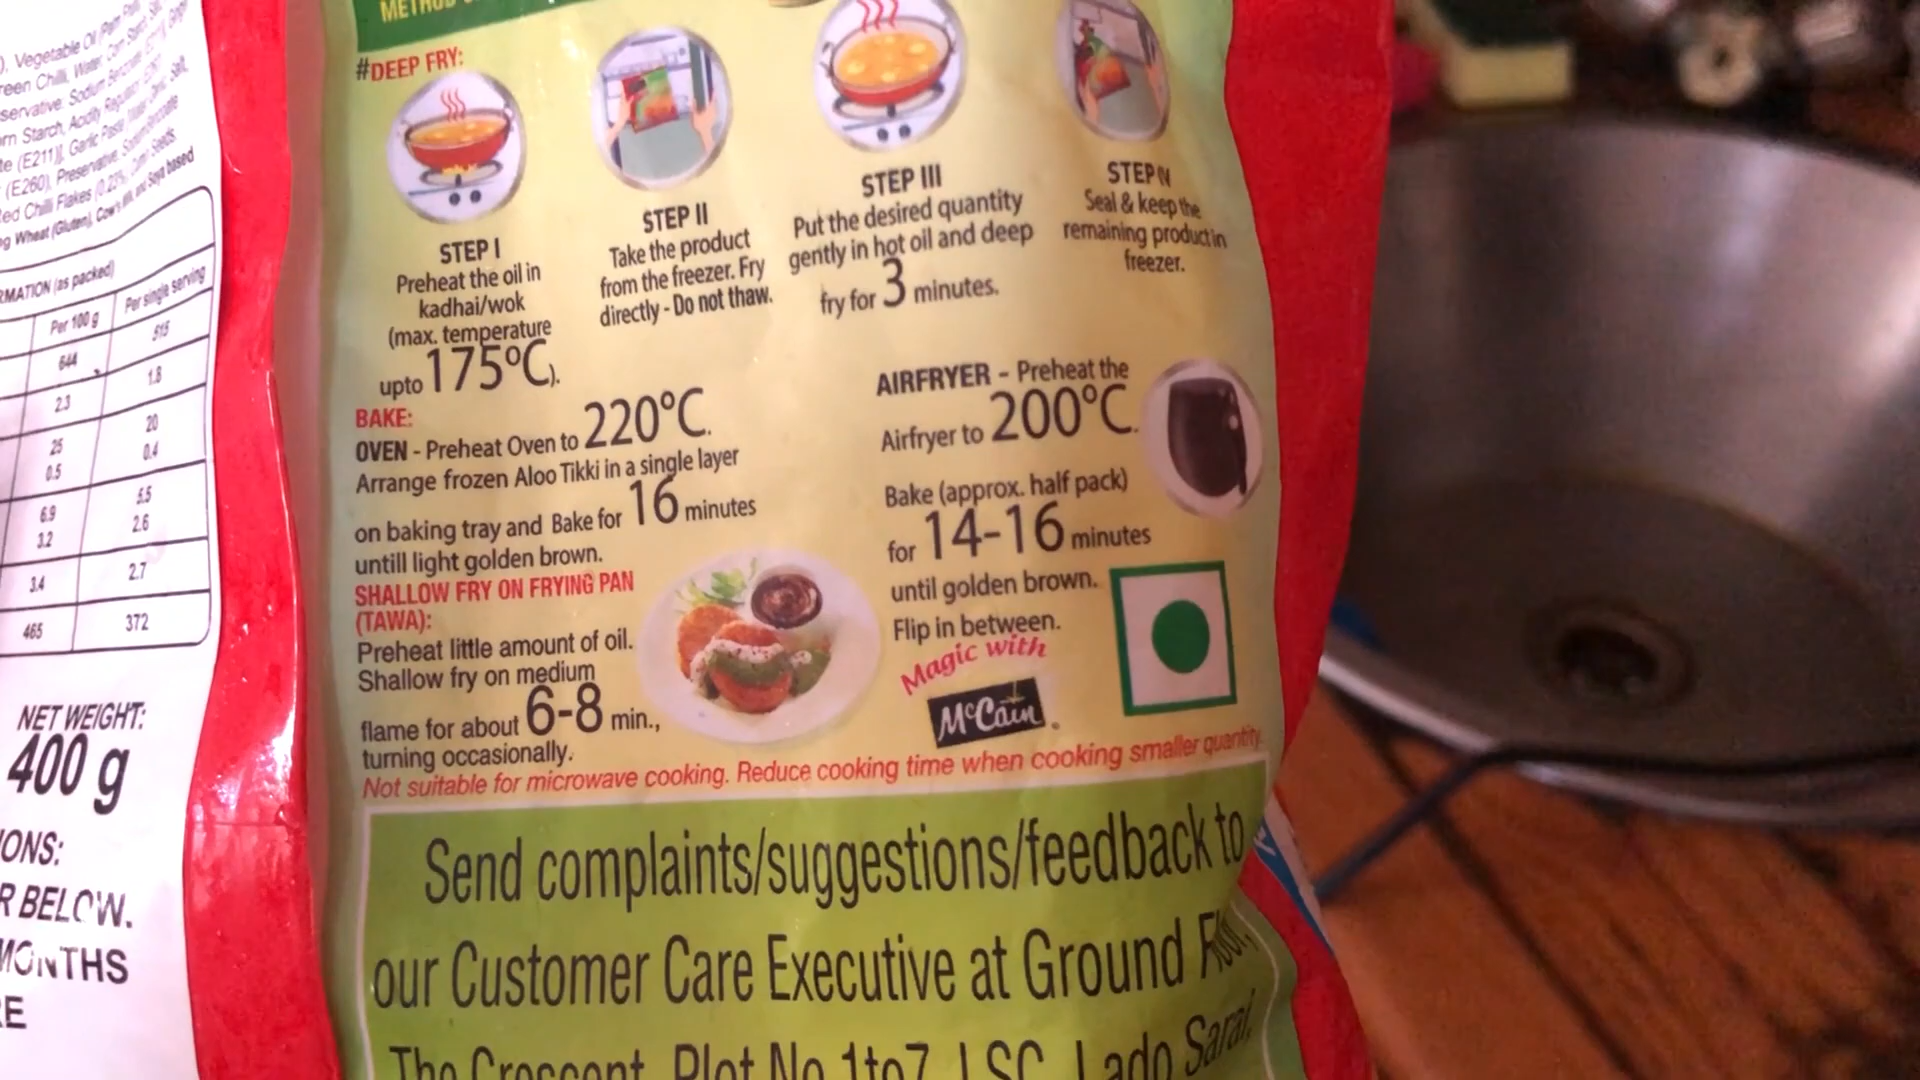 Vegetable Oil
Preservative
(E211)], Garlic Paste
(E260), Preservative
Red Chilli Flakes
Wheat (Gluten), Cow's Milk and Soya based
(as packed)
Per 100 g Per single serving
644 515
2.3 1.8
25 20
0.5 0.4
6.9 5.5
3.2 2.6
3.4 2.7
465 372
NET WEIGHT:
400 g
BELOW.
MONTHS
#DEEP FRY:
STEP I
Preheat the oil in
kadhai/wok
(max. temperature
upto 175°C).
STEP II
Take the product
from the freezer. Fry
directly - Do not thaw.
STEP III
Put the desired quantity
gently in hot oil and deep
fry for 3 minutes.
STEP IV
Seal & keep the
remaining product in
freezer.
BAKE:
OVEN - Preheat Oven to 220°C.
Arrange frozen Aloo Tikki in a single layer
on baking tray and Bake for 16 minutes
untill light golden brown.
SHALLOW FRY ON FRYING PAN
(TAWA):
Preheat little amount of oil.
Shallow fry on medium
flame for about 6-8 min.,
turning occasionally.
AIRFRYER - Preheat the
Airfryer to 200°C.
Bake (approx. half pack)
for 14-16 minutes
until golden brown.
Flip in between.
Magic with
McCain
Not suitable for microwave cooking. Reduce cooking time when cooking smaller quantity.
Send complaints/suggestions/feedback to
our Customer Care Executive at Ground Floor,
The Crescent, Plot No 1to7, LSC, Lado Sarai,